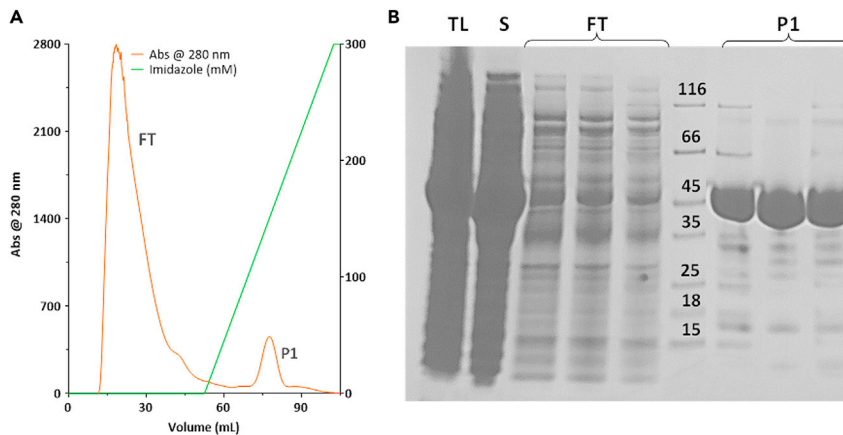 A
Abs @ 280 nm
Imidazole (mM)
2800
2100
1400
700
0
300
200
100
0
FT
P1
0
30
60
90
Abs @ 280 nm
Volume (mL)
B
TL
S
FT
P1
116
66
45
35
25
18
15